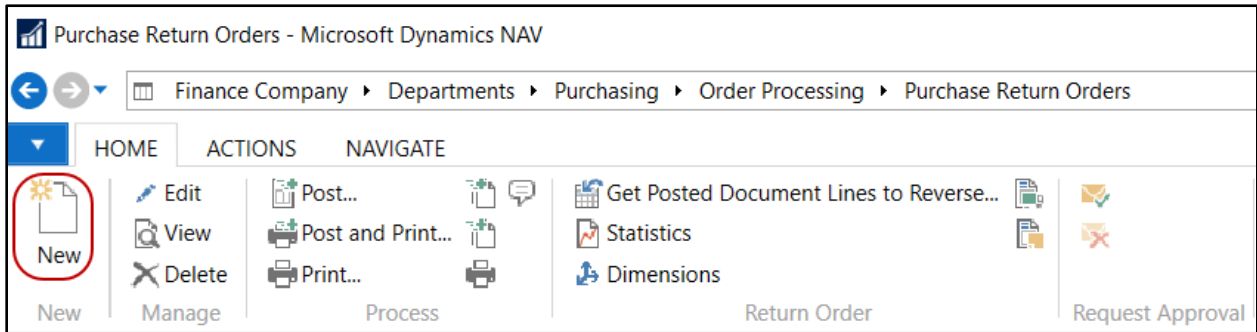 Purchase Return Orders - Microsoft Dynamics NAV
Finance Company ▸ Departments ▸ Purchasing ▸ Order Processing ▸ Purchase Return Orders
HOME ACTIONS NAVIGATE
New
Edit
View
Delete
Post...
Post and Print...
Print...
Get Posted Document Lines to Reverse...
Statistics
Dimensions
New Manage Process Return Order Request Approval